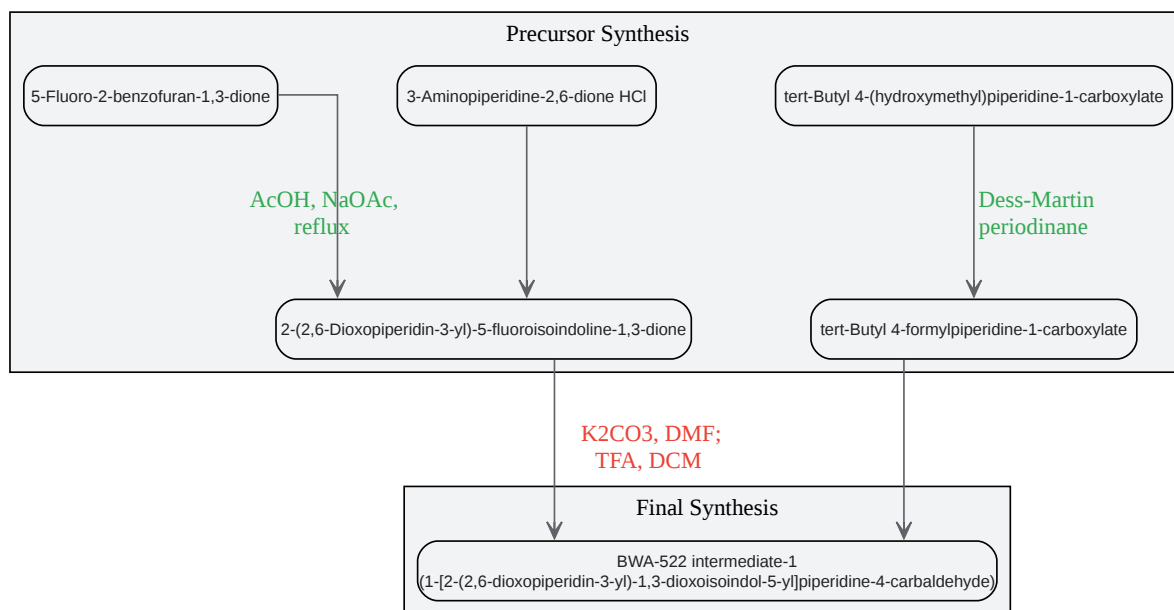 Precursor Synthesis
5-Fluoro-2-benzofuran-1,3-dione
3-Aminopiperidine-2,6-dione HCl
tert-Butyl 4-(hydroxymethyl)piperidine-1-carboxylate
AcOH, NaOAc,
reflux
Dess-Martin
periodinane
2-(2,6-Dioxopiperidin-3-yl)-5-fluoroisoindoline-1,3-dione
tert-Butyl 4-formylpiperidine-1-carboxylate
K2CO3, DMF;
TFA, DCM
Final Synthesis
BWA-522 intermediate-1
(1-[2-(2,6-dioxopiperidin-3-yl)-1,3-dioxoisoindol-5-yl]piperidine-4-carbaldehyde)